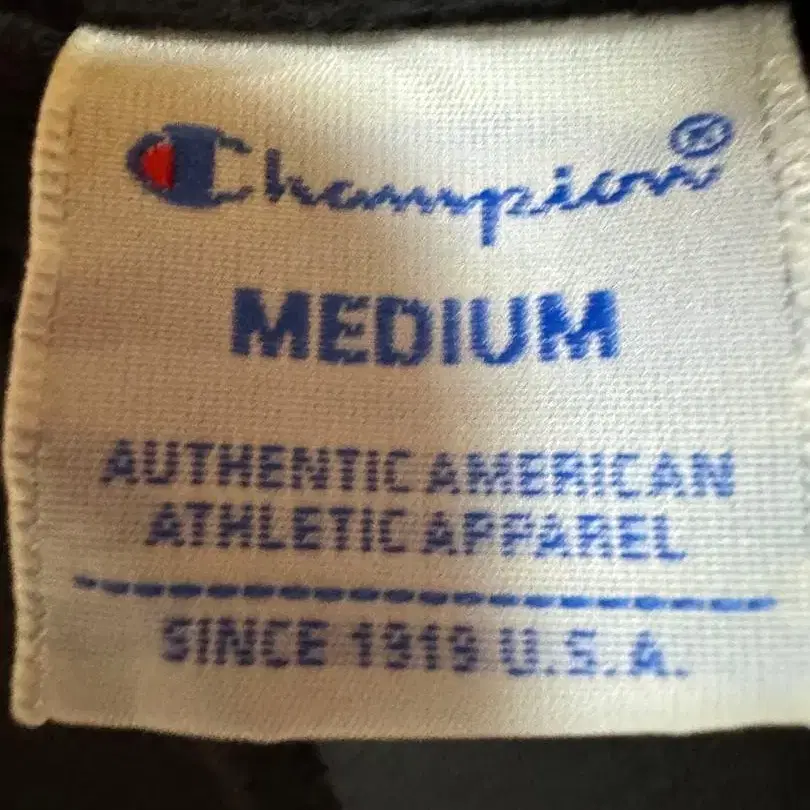 Champion®
MEDIUM
AUTHENTIC AMERICAN
ATHLETIC APPAREL
SINCE 1919 U.S.A.